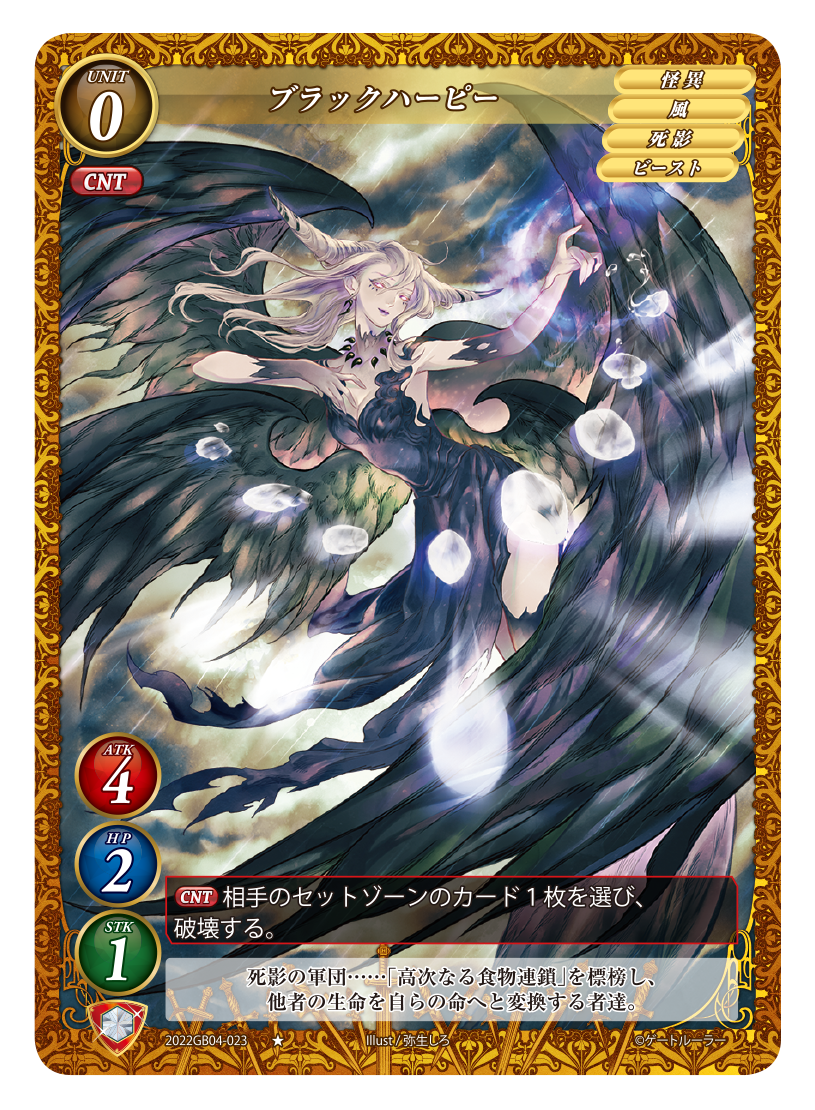 UNIT
0
ブラックハーピー
怪異
風
死影
ビースト
CNT
ATK
4
HP
2
STK
1
CNT 相手のセットゾーンのカード1枚を選び、
破壊する。
死影の軍団……「高次なる食物連鎖」を標榜し、
他者の生命を自らの命へと変換する者達。
2022GB04-023 ★ Illust / 弥生しろ ©ゲートルーラー